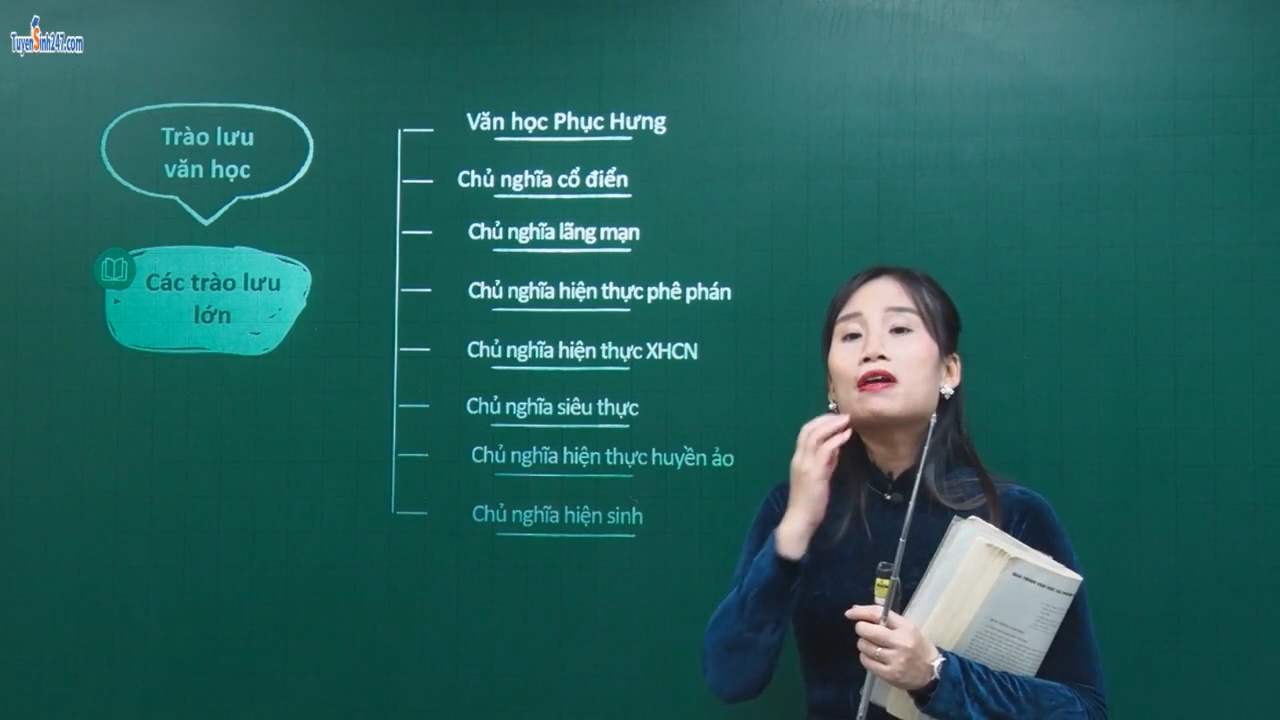 TuyenSinh247.com
Trào lưu
văn học
Các trào lưu
lớn
Văn học Phục Hưng
Chủ nghĩa cổ điển
Chủ nghĩa lãng mạn
Chủ nghĩa hiện thực phê phán
Chủ nghĩa hiện thực XHCN
Chủ nghĩa siêu thực
Chủ nghĩa hiện thực huyền ảo
Chủ nghĩa hiện sinh